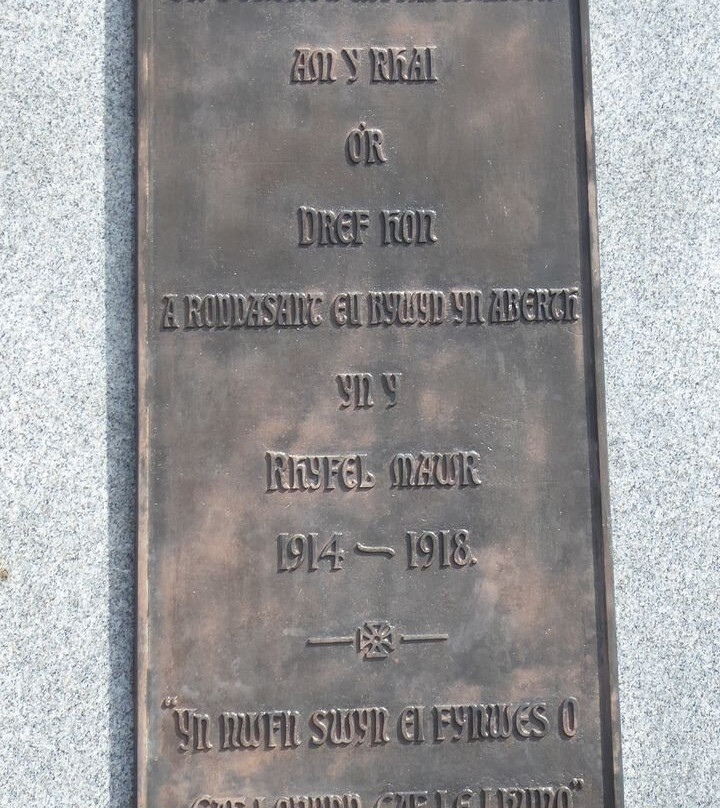 AM Y RHAI
O'R
DREF HON
A RODDASANT EU BYWYD YN ABERTH
YN Y
RHYFEL MAWR
1914 — 1918.
"YN NWFN SWYN EI FYNWES O